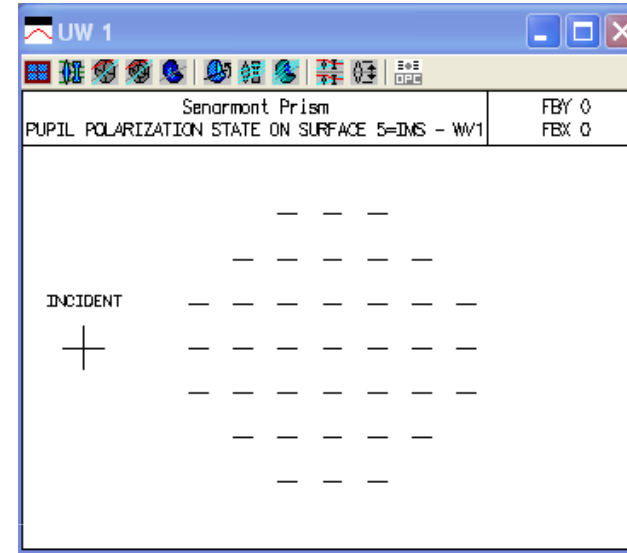 UW 1
Senarmont Prism
PUPIL POLARIZATION STATE ON SURFACE 5=IMS - WV1
FBY 0
FBX 0
INCIDENT